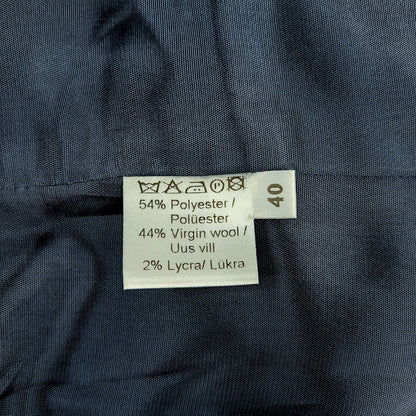 54% Polyester /
Polüester
44% Virgin wool /
Uus vill
2% Lycra/ Lükra
40